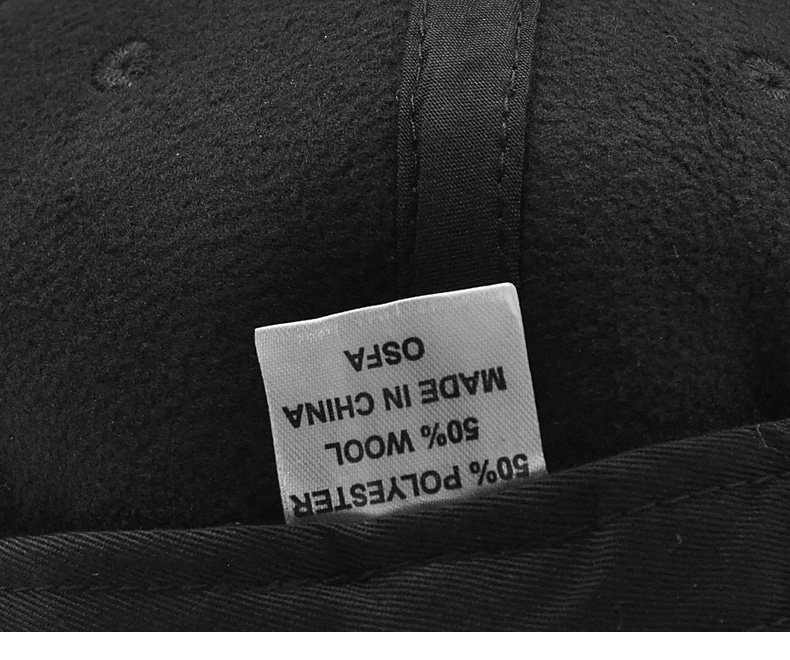 50% POLYESTER
50% WOOL
MADE IN CHINA
OSFA